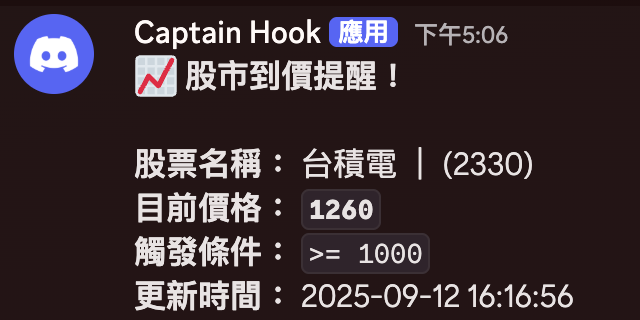 Captain Hook 應用 下午5:06
📈 股市到價提醒！
股票名稱： 台積電 ｜ (2330)
目前價格： 1260
觸發條件： >= 1000
更新時間： 2025-09-12 16:16:56